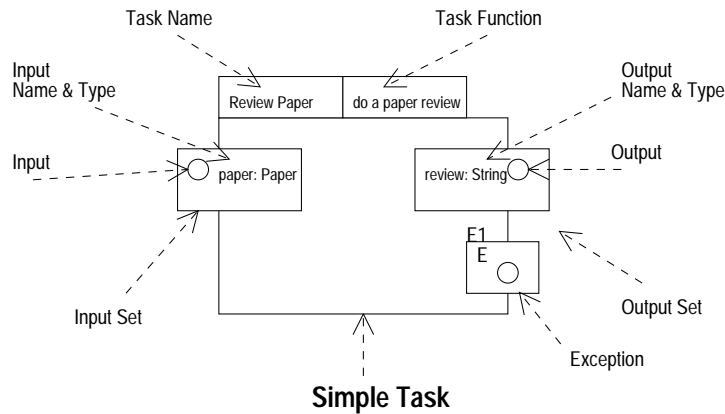 Task Name
Task Function
Input
Name & Type
Output
Name & Type
Review Paper
do a paper review
Input
paper: Paper
review: String
Output
E1
E
Input Set
Output Set
Exception
Simple Task